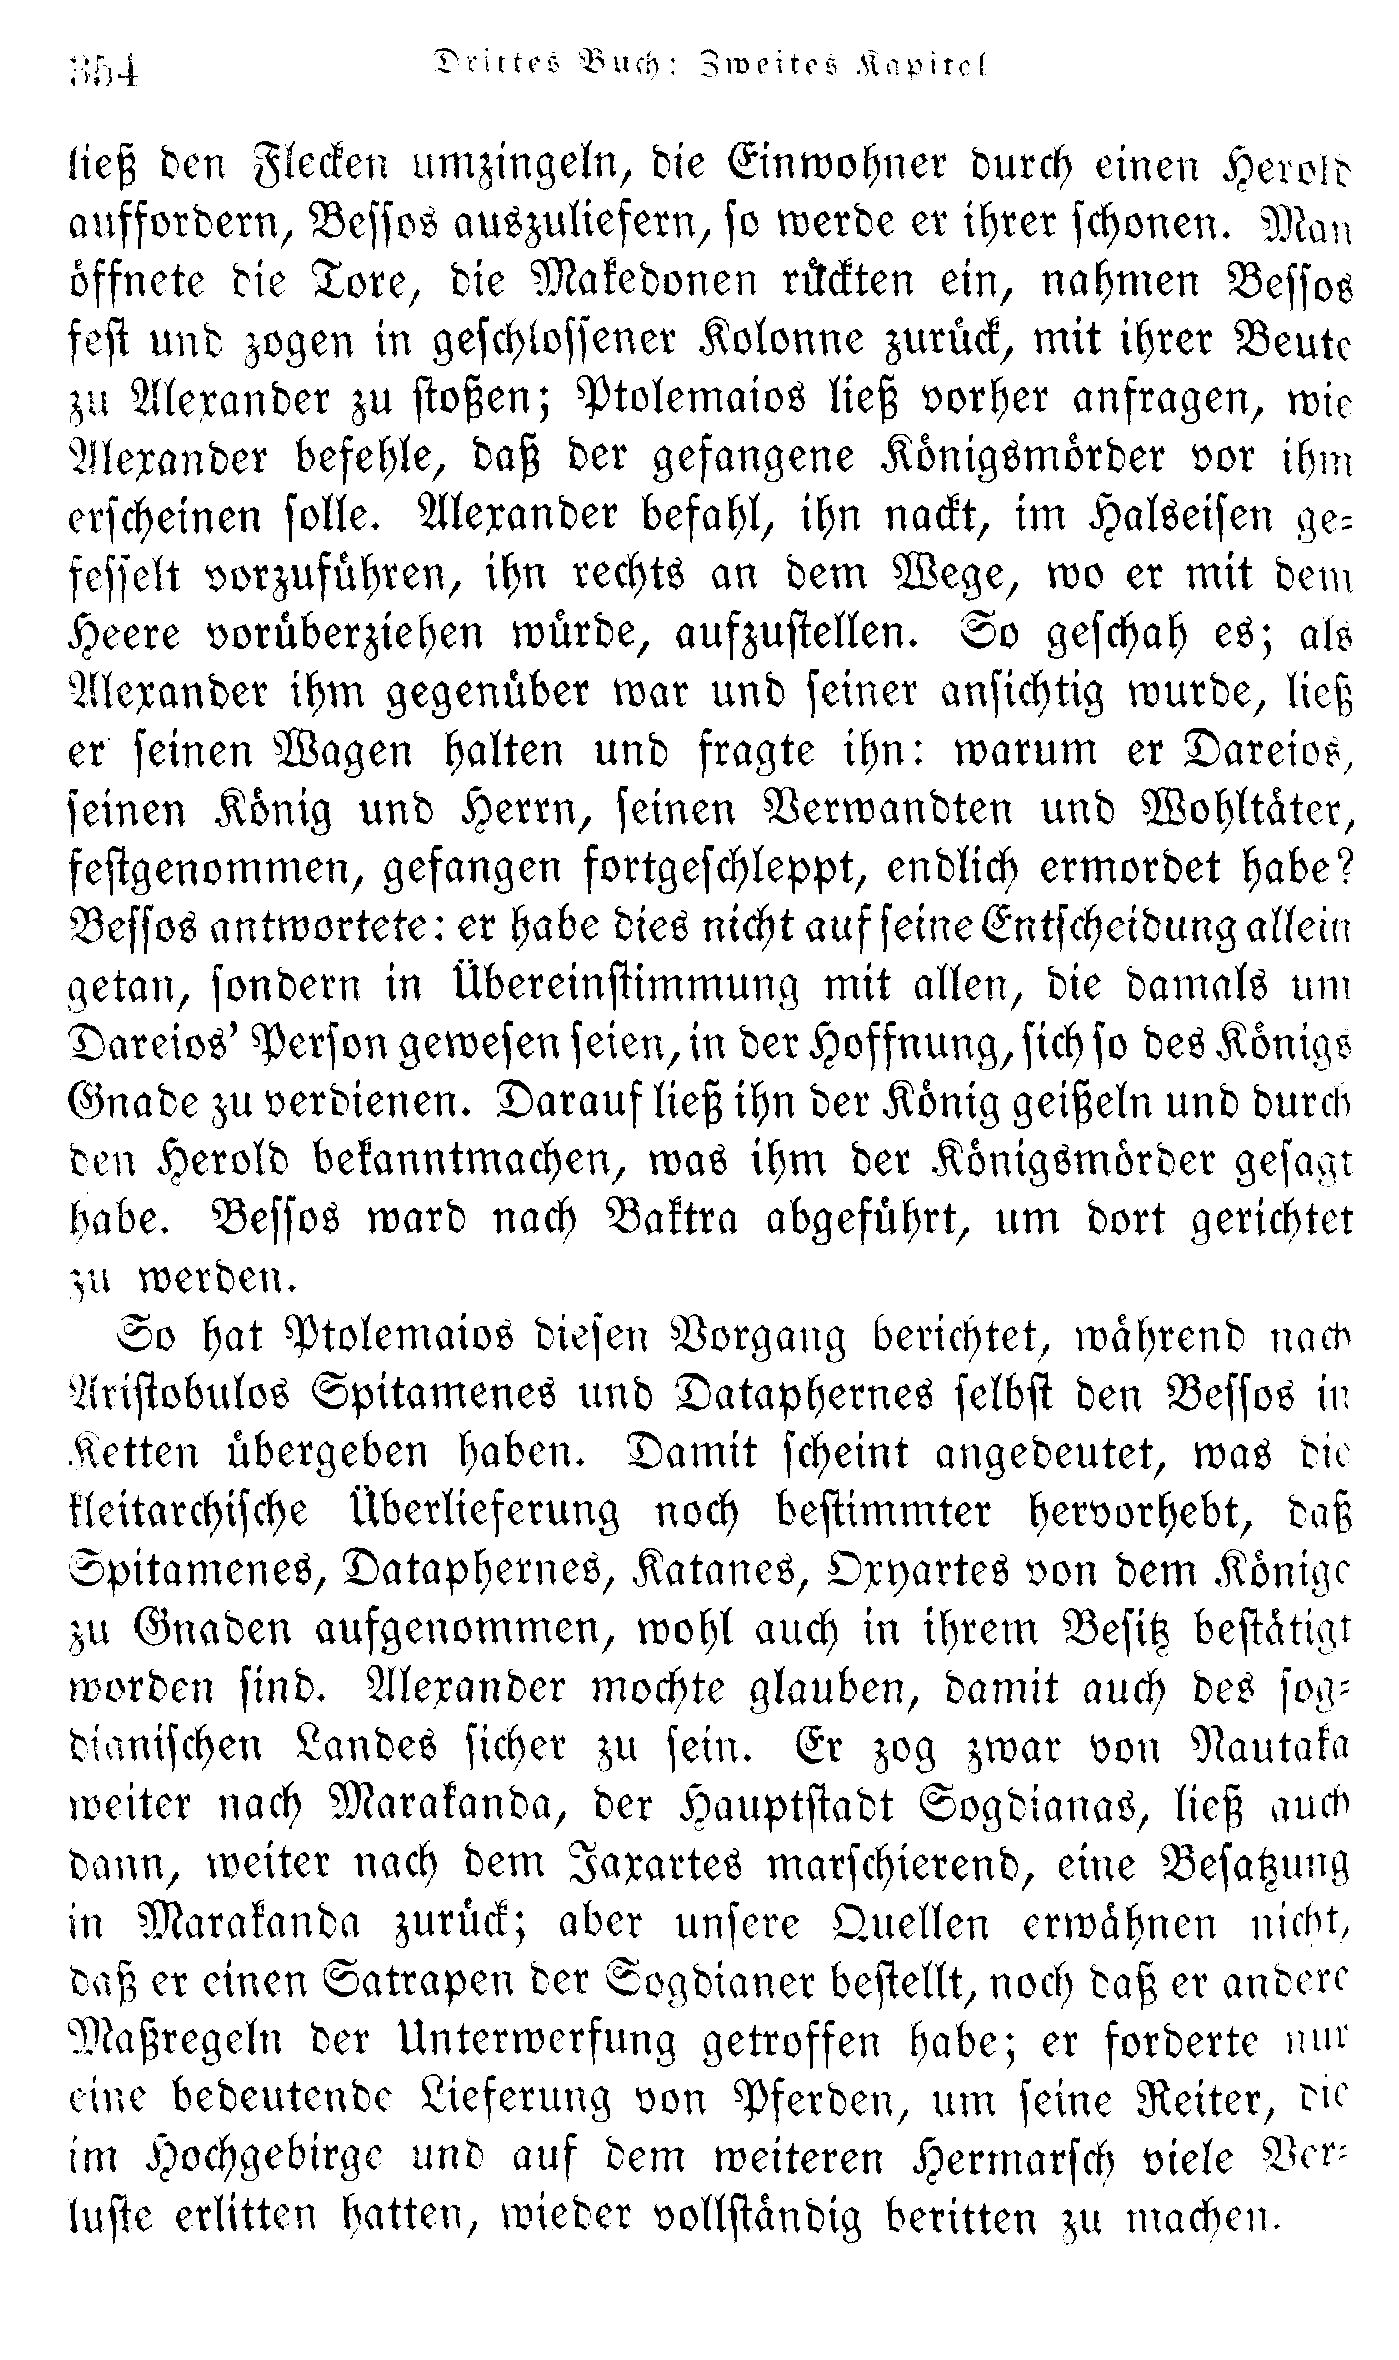 354 Drittes Buch: Zweites Kapitel
ließ den Flecken umzingeln, die Einwohner durch einen Herold
auffordern, Bessos auszuliefern, so werde er ihrer schonen. Man
öffnete die Tore, die Makedonen rückten ein, nahmen Bessos
fest und zogen in geschlossener Kolonne zurück, mit ihrer Beute
zu Alexander zu stoßen; Ptolemaios ließ vorher anfragen, wie
Alexander befehle, daß der gefangene Königsmörder vor ihm
erscheinen solle. Alexander befahl, ihn nackt, im Halseisen ge-
fesselt vorzuführen, ihn rechts an dem Wege, wo er mit dem
Heere vorüberziehen würde, aufzustellen. So geschah es; als
Alexander ihm gegenüber war und seiner ansichtig wurde, ließ
er seinen Wagen halten und fragte ihn: warum er Dareios,
seinen König und Herrn, seinen Verwandten und Wohltäter,
festgenommen, gefangen fortgeschleppt, endlich ermordet habe?
Bessos antwortete: er habe dies nicht auf seine Entscheidung allein
getan, sondern in Übereinstimmung mit allen, die damals um
Dareios’ Person gewesen seien, in der Hoffnung, sich so des Königs
Gnade zu verdienen. Darauf ließ ihn der König geißeln und durch
den Herold bekanntmachen, was ihm der Königsmörder gesagt
habe. Bessos ward nach Baktra abgeführt, um dort gerichtet
zu werden.
So hat Ptolemaios diesen Vorgang berichtet, während nach
Aristobulos Spitamenes und Dataphernes selbst den Bessos in
Ketten übergeben haben. Damit scheint angedeutet, was die
kleitarchische Überlieferung noch bestimmter hervorhebt, daß
Spitamenes, Dataphernes, Katanes, Oxyartes von dem Könige
zu Gnaden aufgenommen, wohl auch in ihrem Besitz bestätigt
worden sind. Alexander mochte glauben, damit auch des sog-
dianischen Landes sicher zu sein. Er zog zwar von Nautaka
weiter nach Marakanda, der Hauptstadt Sogdianas, ließ auch
dann, weiter nach dem Jaxartes marschierend, eine Besatzung
in Marakanda zurück; aber unsere Quellen erwähnen nicht,
daß er einen Satrapen der Sogdianer bestellt, noch daß er andere
Maßregeln der Unterwerfung getroffen habe; er forderte nur
eine bedeutende Lieferung von Pferden, um seine Reiter, die
im Hochgebirge und auf dem weiteren Hermarsch viele Ver-
luste erlitten hatten, wieder vollständig beritten zu machen.